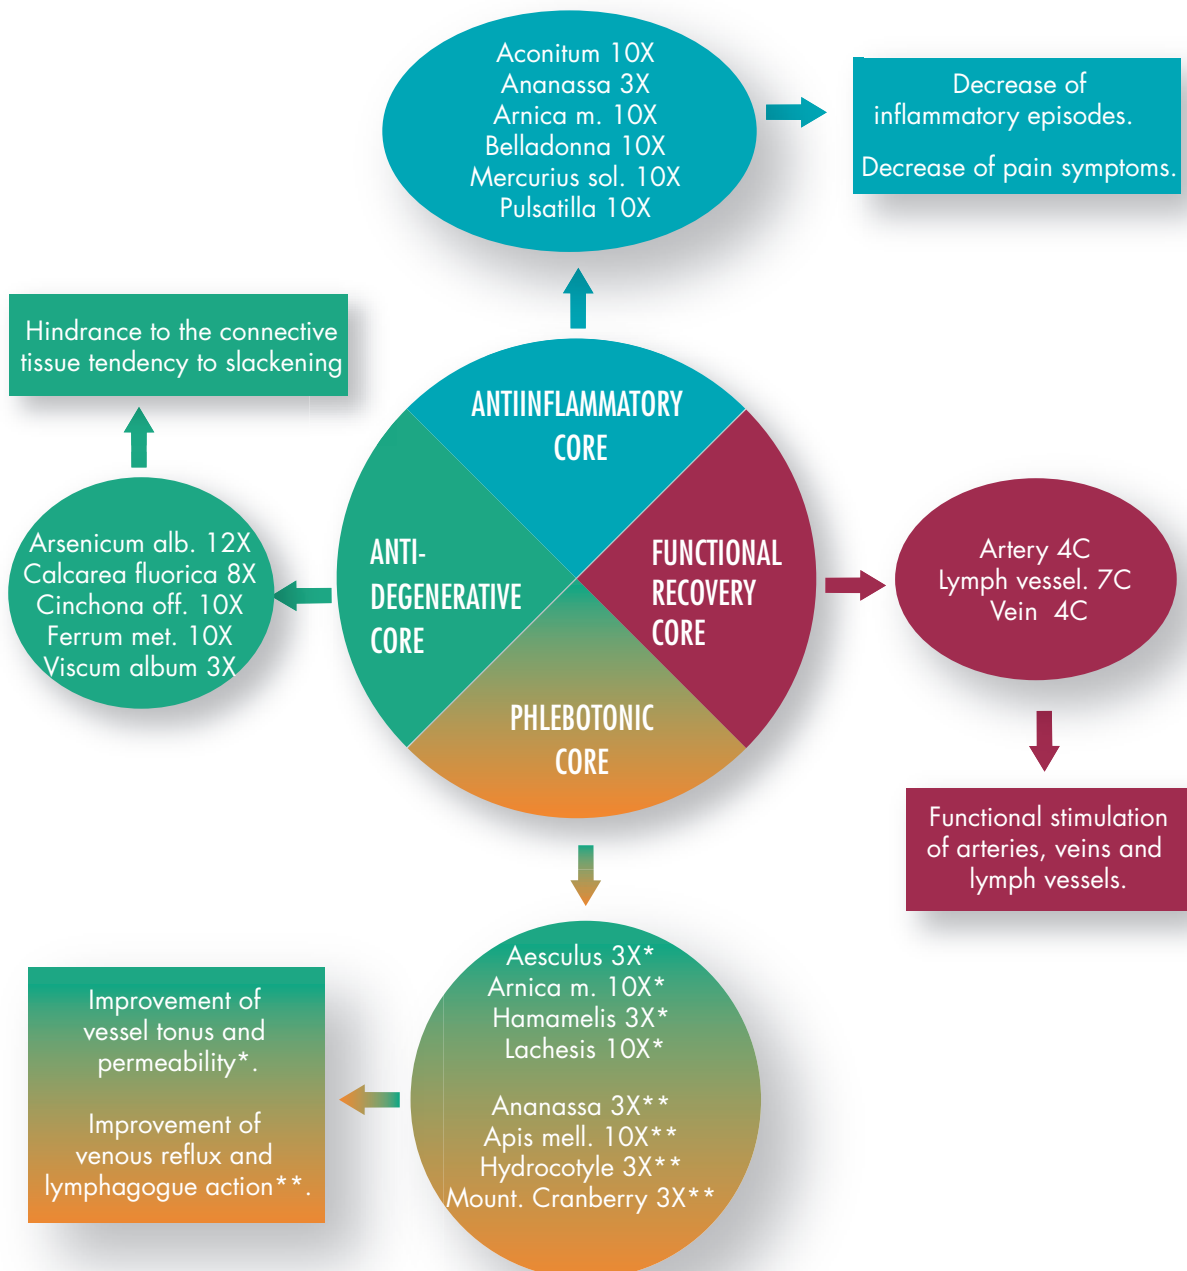 Aconitum 10X
Ananassa 3X
Arnica m. 10X
Belladonna 10X
Mercurius sol. 10X
Pulsatilla 10X
Decrease of
inflammatory episodes.
Decrease of pain symptoms.
Hindrance to the connective
tissue tendency to slackening
ANTIINFLAMMATORY
CORE
Arsenicum alb. 12X
Calcarea fluorica 8X
Cinchona off. 10X
Ferrum met. 10X
Viscum album 3X
ANTI-
DEGENERATIVE
CORE
FUNCTIONAL
RECOVERY
CORE
Artery 4C
Lymph vessel. 7C
Vein 4C
PHLEBOTONIC
CORE
Functional stimulation
of arteries, veins and
lymph vessels.
Aesculus 3X*
Arnica m. 10X*
Hamamelis 3X*
Lachesis 10X*
Ananassa 3X**
Apis mell. 10X**
Hydrocotyle 3X**
Mount. Cranberry 3X**
Improvement of
vessel tonus and
permeability*.
Improvement of
venous reflux and
lymphagogue action**.